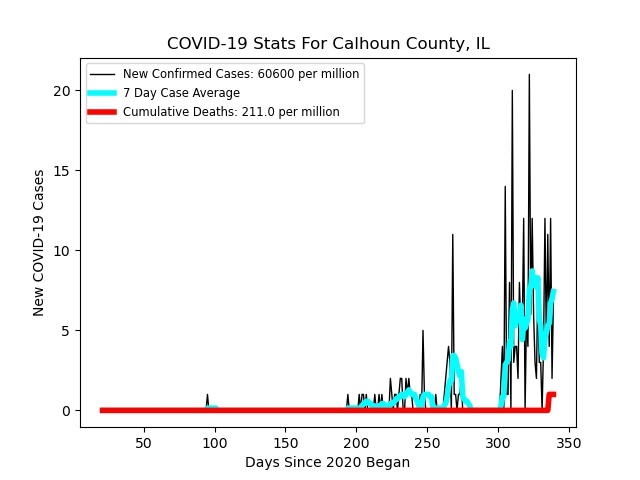 COVID-19 Stats For Calhoun County, IL
New Confirmed Cases: 60600 per million
7 Day Case Average
Cumulative Deaths: 211.0 per million
New COVID-19 Cases
20
15
10
5
0
50 100 150 200 250 300 350
Days Since 2020 Began